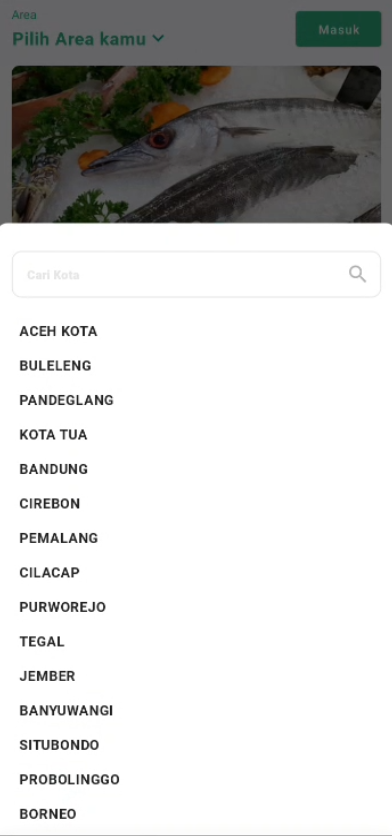 Area
Pilih Area kamu
Masuk
Cari Kota
ACEH KOTA
BULELENG
PANDEGLANG
KOTA TUA
BANDUNG
CIREBON
PEMALANG
CILACAP
PURWOREJO
TEGAL
JEMBER
BANYUWANGI
SITUBONDO
PROBOLINGGO
BORNEO